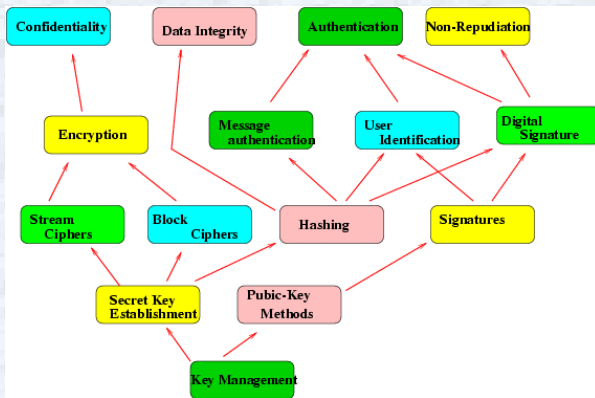 Confidentiality
Data Integrity
Authentication
Non-Repudiation
Encryption
Message
authentication
User
Identification
Digital
Signature
Stream
Ciphers
Block
Ciphers
Hashing
Signatures
Secret Key
Establishment
Pubic-Key
Methods
Key Management